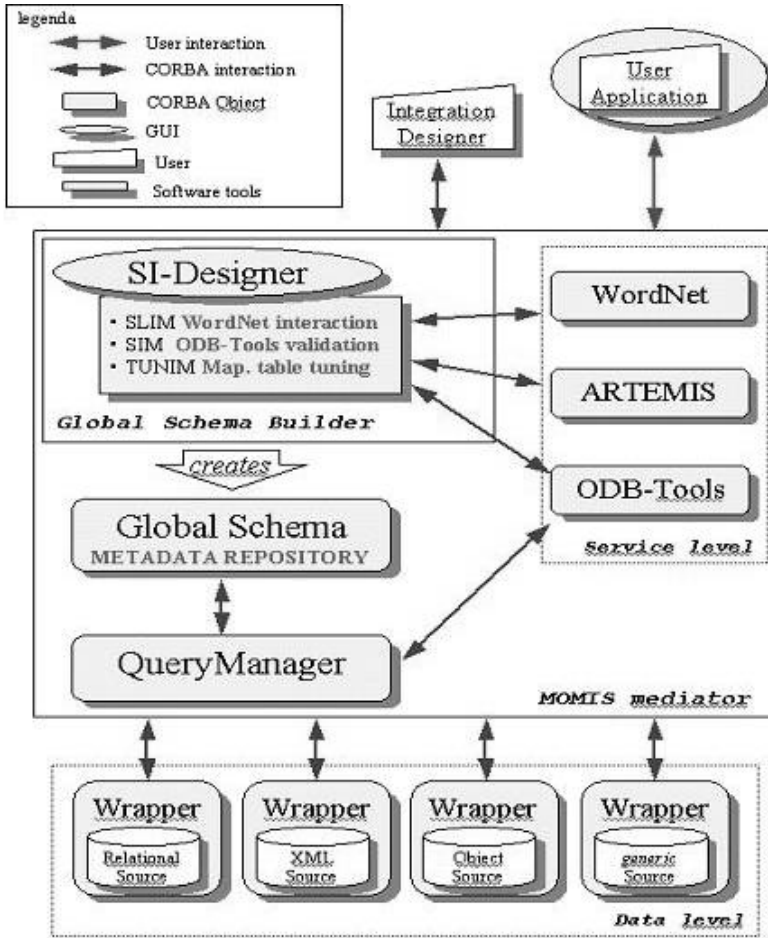 legenda
User interaction
CORBA interaction
CORBA Object
GUI
User
Software tools
Integration
Designer
User
Application
SI-Designer
• SLIM WordNet interaction
• SIM ODB-Tools validation
• TUNIM Map. table tuning
Global Schema Builder
creates
Global Schema
METADATA REPOSITORY
QueryManager
WordNet
ARTEMIS
ODB-Tools
Service level
MOMIS mediator
Wrapper
Relational
Source
Wrapper
XML
Source
Wrapper
Object
Source
Wrapper
generic
Source
Data level